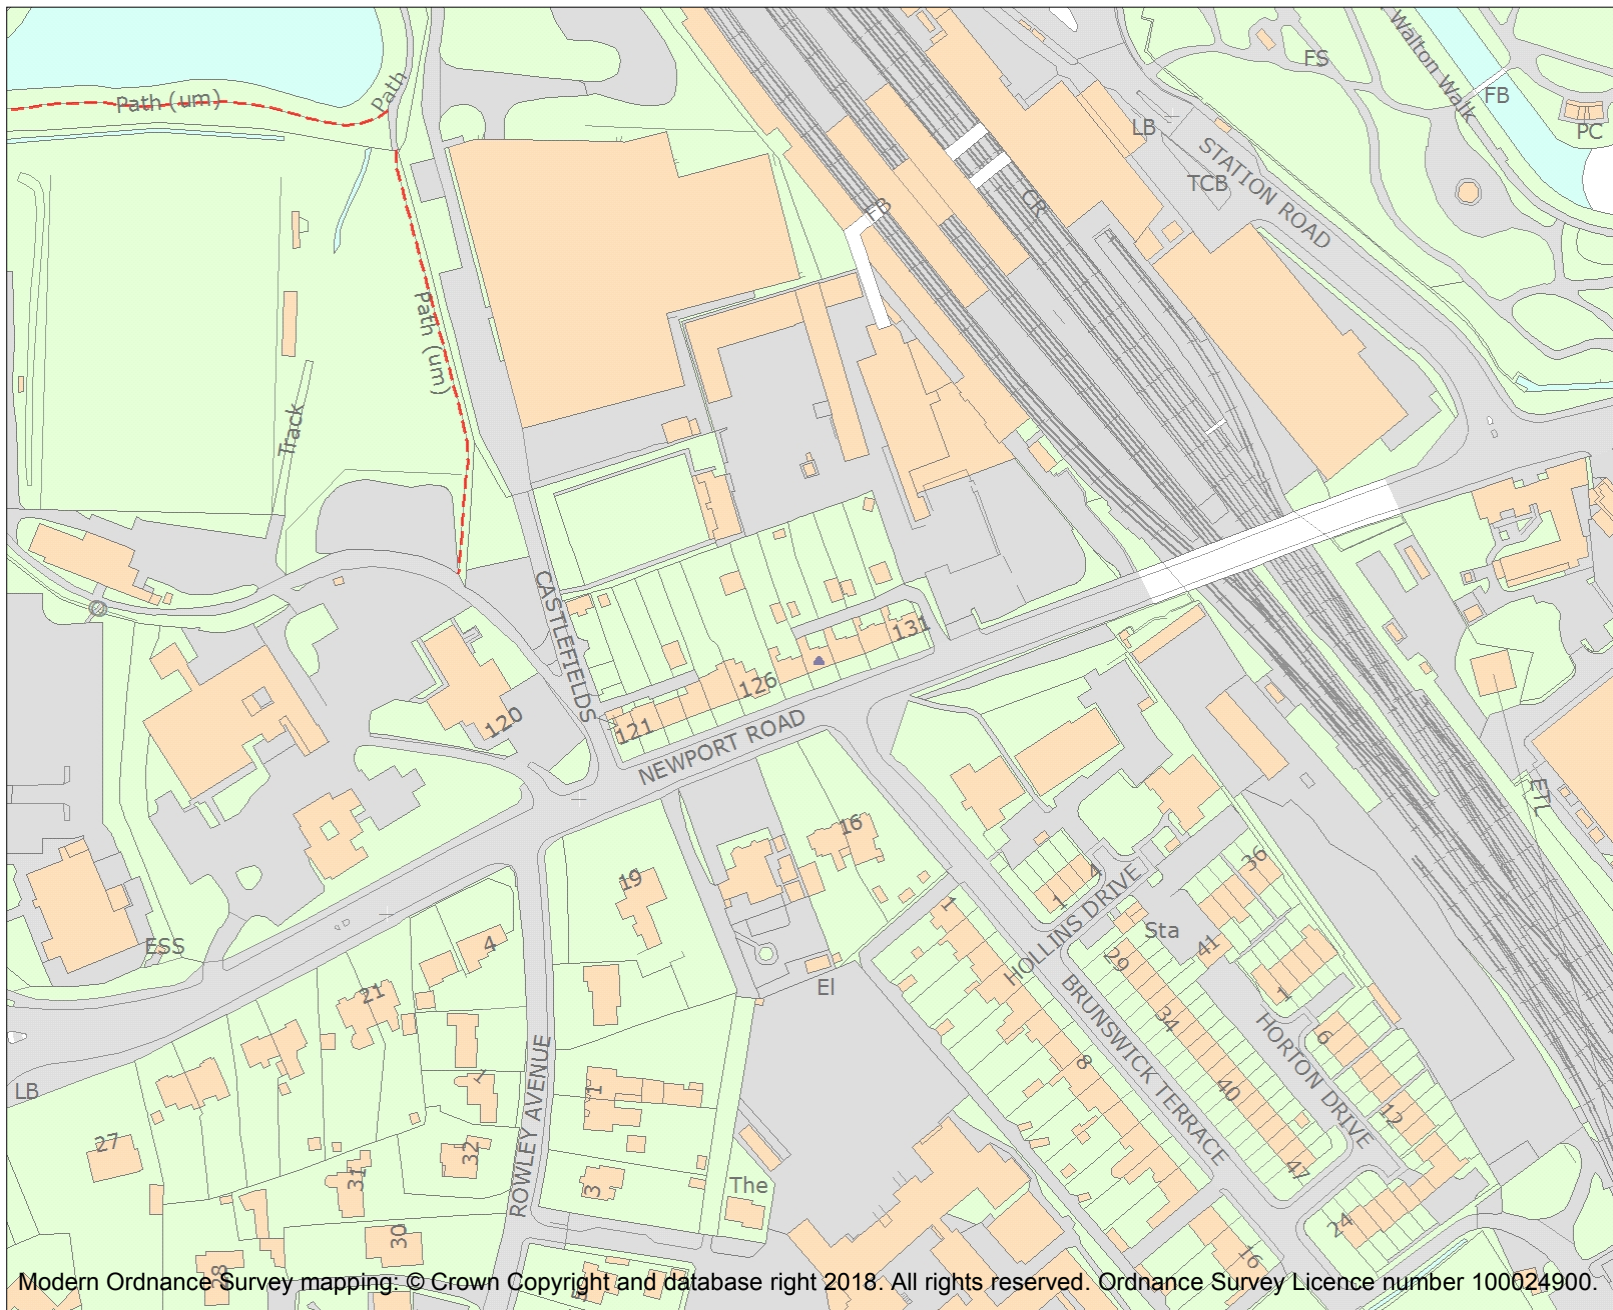 Walton Walk
FS
FB
PC
Path (um)
Path
LB
STATION ROAD
TCB
FB
CR
Path (um)
Track
CASTLEFIELDS
131
126
121
120
NEWPORT ROAD
ETL
16
19
36
4
1
HOLLINS DRIVE
1
Sta
41
29
ESS
4
21
El
1
34
BRUNSWICK TERRACE
HORTON DRIVE
6
8
40
12
LB
1
1
ROWLEY AVENUE
27
32
31
3
The
47
24
30
16
28
Modern Ordnance Survey mapping: © Crown Copyright and database right 2018. All rights reserved. Ordnance Survey Licence number 100024900.